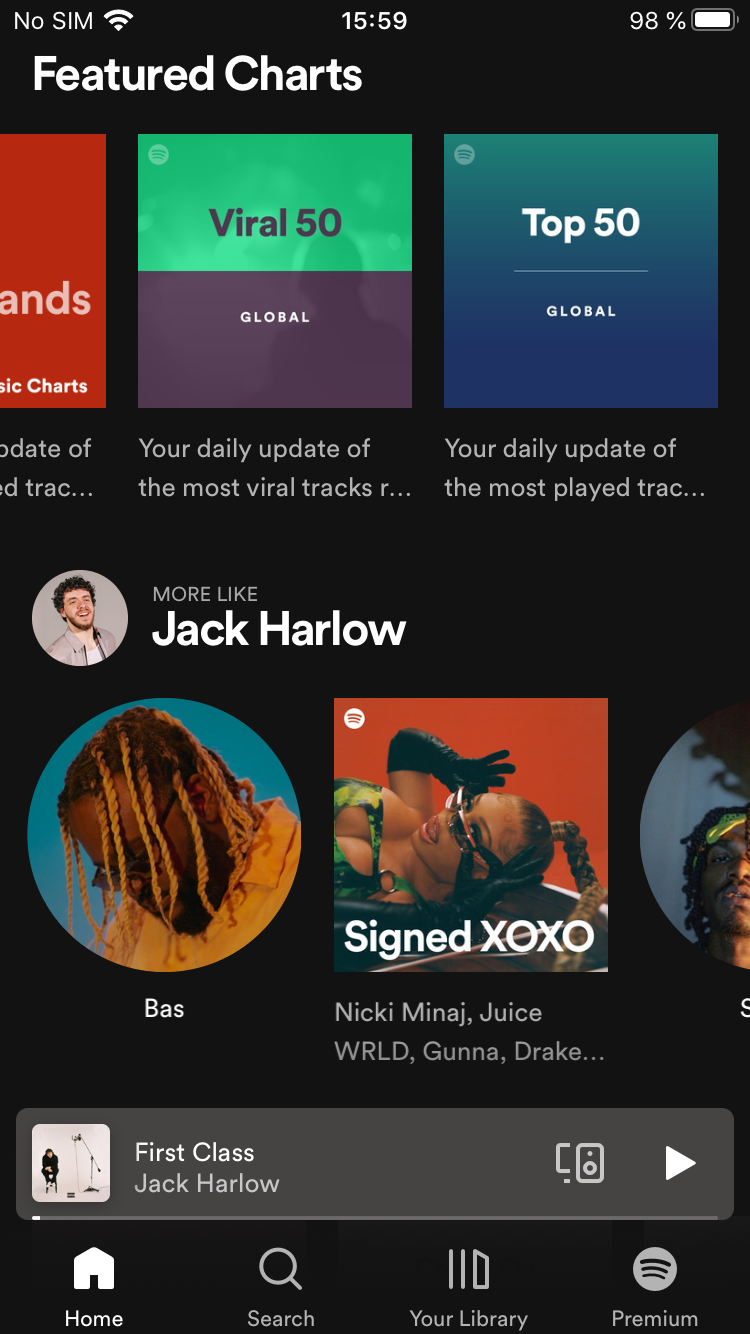 No SIM 15:59 98 %
Featured Charts
ands
sic Charts
Viral 50
GLOBAL
Top 50
GLOBAL
pdate of
ed trac...
Your daily update of
the most viral tracks r...
Your daily update of
the most played trac...
MORE LIKE
Jack Harlow
Signed XOXO
Bas
Nicki Minaj, Juice
WRLD, Gunna, Drake...
S
First Class
Jack Harlow
Home
Search
Your Library
Premium